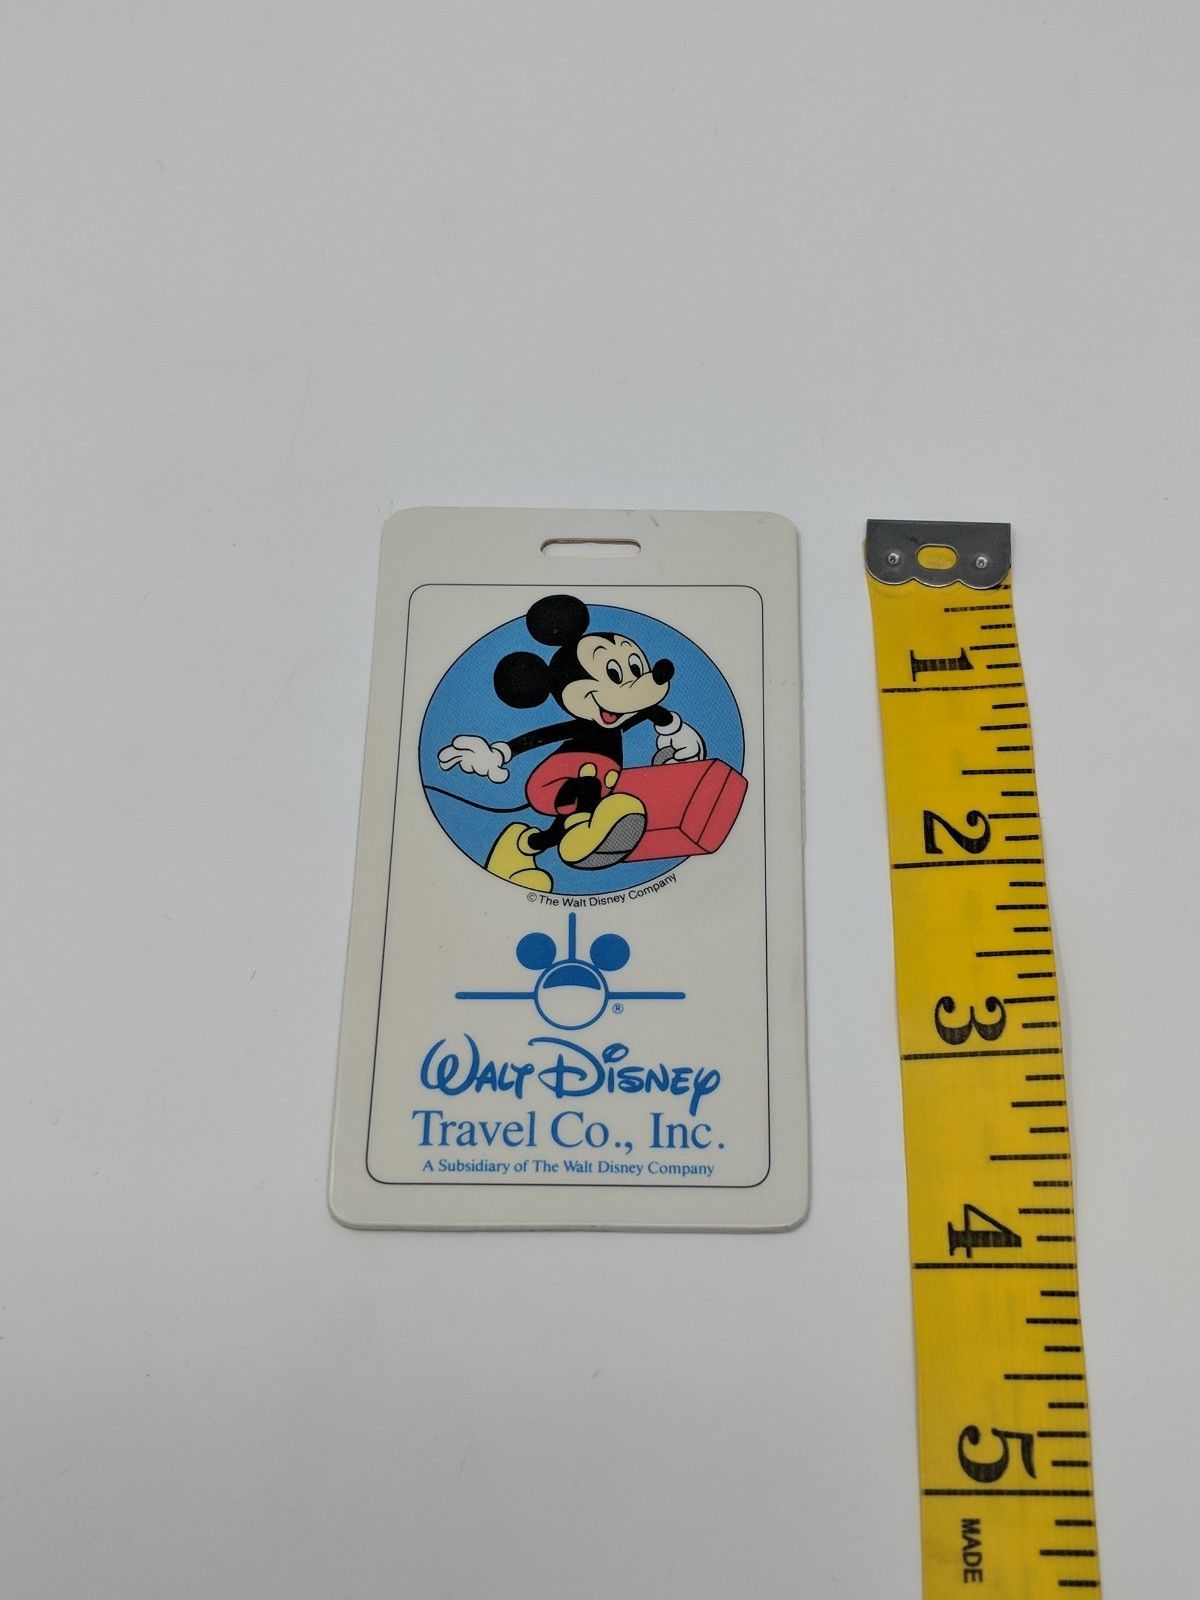 © The Walt Disney Company
®
WALT DISNEY
Travel Co., Inc.
A Subsidiary of The Walt Disney Company
1
2
3
4
5
MADE